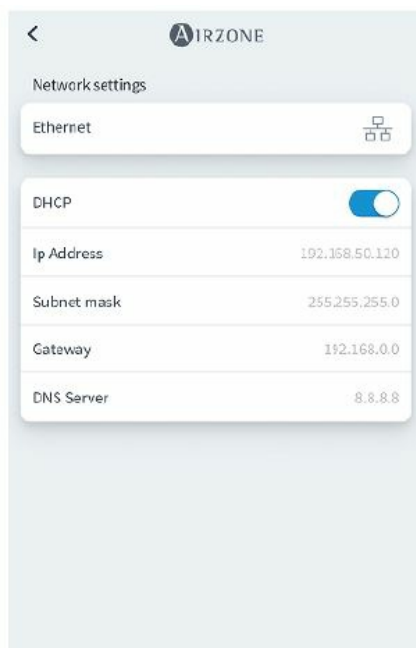 AIRZONE
Network settings
Ethernet
DHCP
Ip Address 192.168.50.120
Subnet mask 255.255.255.0
Gateway 192.168.0.0
DNS Server 8.8.8.8